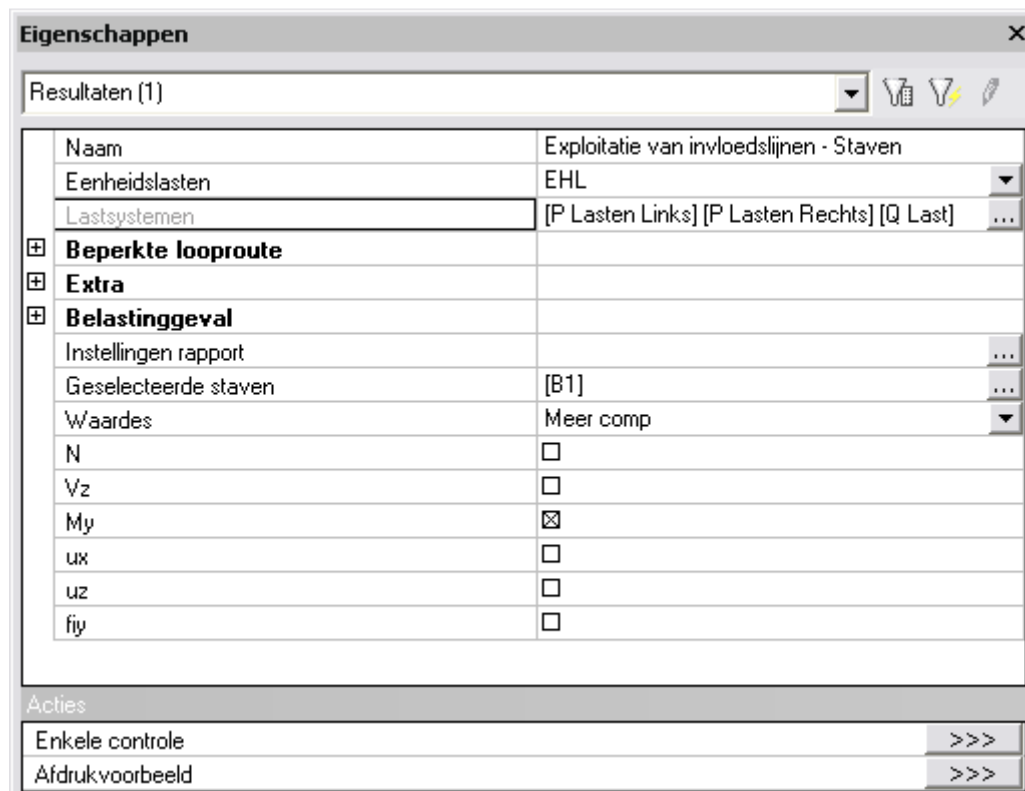 Eigenschappen
Resultaten (1)
Naam Exploitatie van invloedslijnen - Staven
Eenheidslasten EHL
Lastsystemen [P Lasten Links] [P Lasten Rechts] [Q Last] ...
Beperkte looproute
Extra
Belastinggeval
Instellingen rapport ...
Geselecteerde staven [B1] ...
Waardes Meer comp
N
Vz
My
ux
uz
fiy
Acties
Enkele controle >>>
Afdrukvoorbeeld >>>